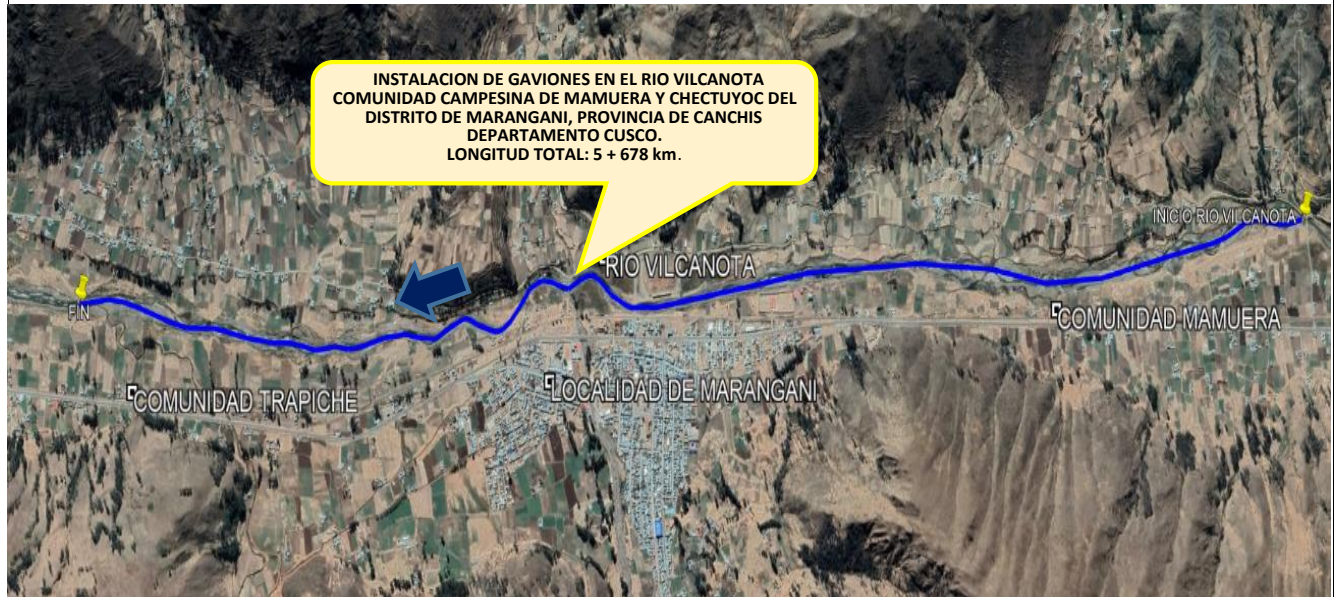 INSTALACION DE GAVIONES EN EL RIO VILCANOTA
COMUNIDAD CAMPESINA DE MAMUERA Y CHECTUYOC DEL
DISTRITO DE MARANGANI, PROVINCIA DE CANCHIS
DEPARTAMENTO CUSCO.
LONGITUD TOTAL: 5 + 678 km.
INICIO RIO VILCANOTA
RIO VILCANOTA
FIN
COMUNIDAD MAMUERA
COMUNIDAD TRAPICHE
LOCALIDAD DE MARANGANI